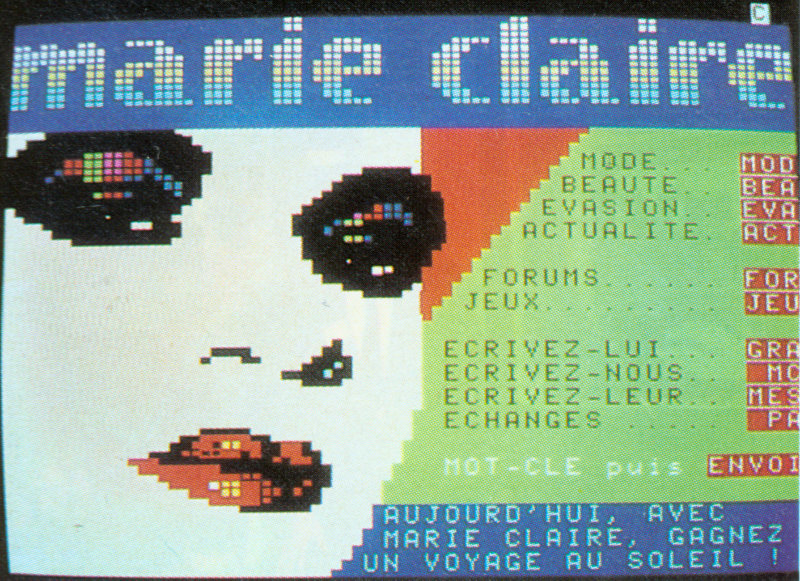 C
marie claire
MODE... MOD
BEAUTE.. BEA
EVASION.. EVA
ACTUALITE. ACT
FORUMS....... FOR
JEUX.......... JEU
ECRIVEZ-LUI... GRA
ECRIVEZ-NOUS.. MO
ECRIVEZ-LEUR.. MES
ECHANGES ..... PA
MOT-CLE puis ENVOI
AUJOURD'HUI, AVEC
MARIE CLAIRE, GAGNEZ
UN VOYAGE AU SOLEIL !